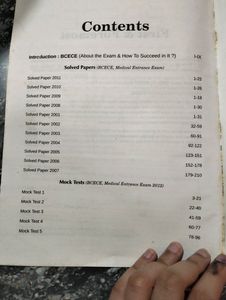 Contents
Introduction : BCECE (About the Exam & How To Succeed in It ?) I-IX
Solved Papers (BCECE, Medical Entrance Exam)
Solved Paper 2011 1-25
Solved Paper 2010 1-26
Solved Paper 2009 1-18
Solved Paper 2008 1-30
Solved Paper 2001 1-31
Solved Paper 2002 32-59
Solved Paper 2003 60-91
Solved Paper 2004 92-122
Solved Paper 2005 123-151
Solved Paper 2006 152-178
Solved Paper 2007 179-210
Mock Tests (BCECE, Medical Entrance Exam 2012)
Mock Test 1 3-21
Mock Test 2 22-40
Mock Test 3 41-59
Mock Test 4 60-77
Mock Test 5 78-96